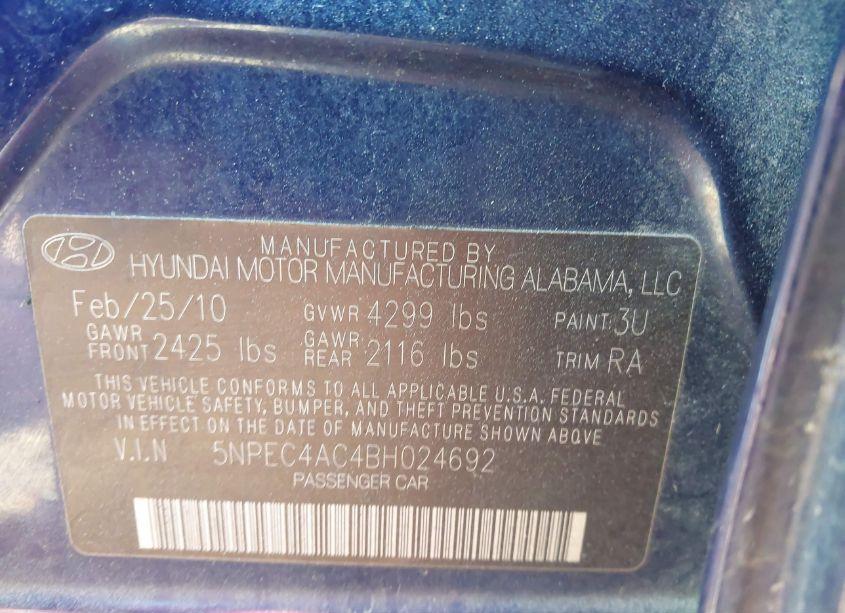 MANUFACTURED BY
HYUNDAI MOTOR MANUFACTURING ALABAMA, LLC
Feb/25/10 GVWR 4299 lbs PAINT: 3U
GAWR FRONT 2425 lbs GAWR REAR 2116 lbs TRIM RA
THIS VEHICLE CONFORMS TO ALL APPLICABLE U.S.A. FEDERAL
MOTOR VEHICLE SAFETY, BUMPER, AND THEFT PREVENTION STANDARDS
IN EFFECT ON THE DATE OF MANUFACTURE SHOWN ABOVE
V.I.N 5NPEC4AC4BH024692
PASSENGER CAR